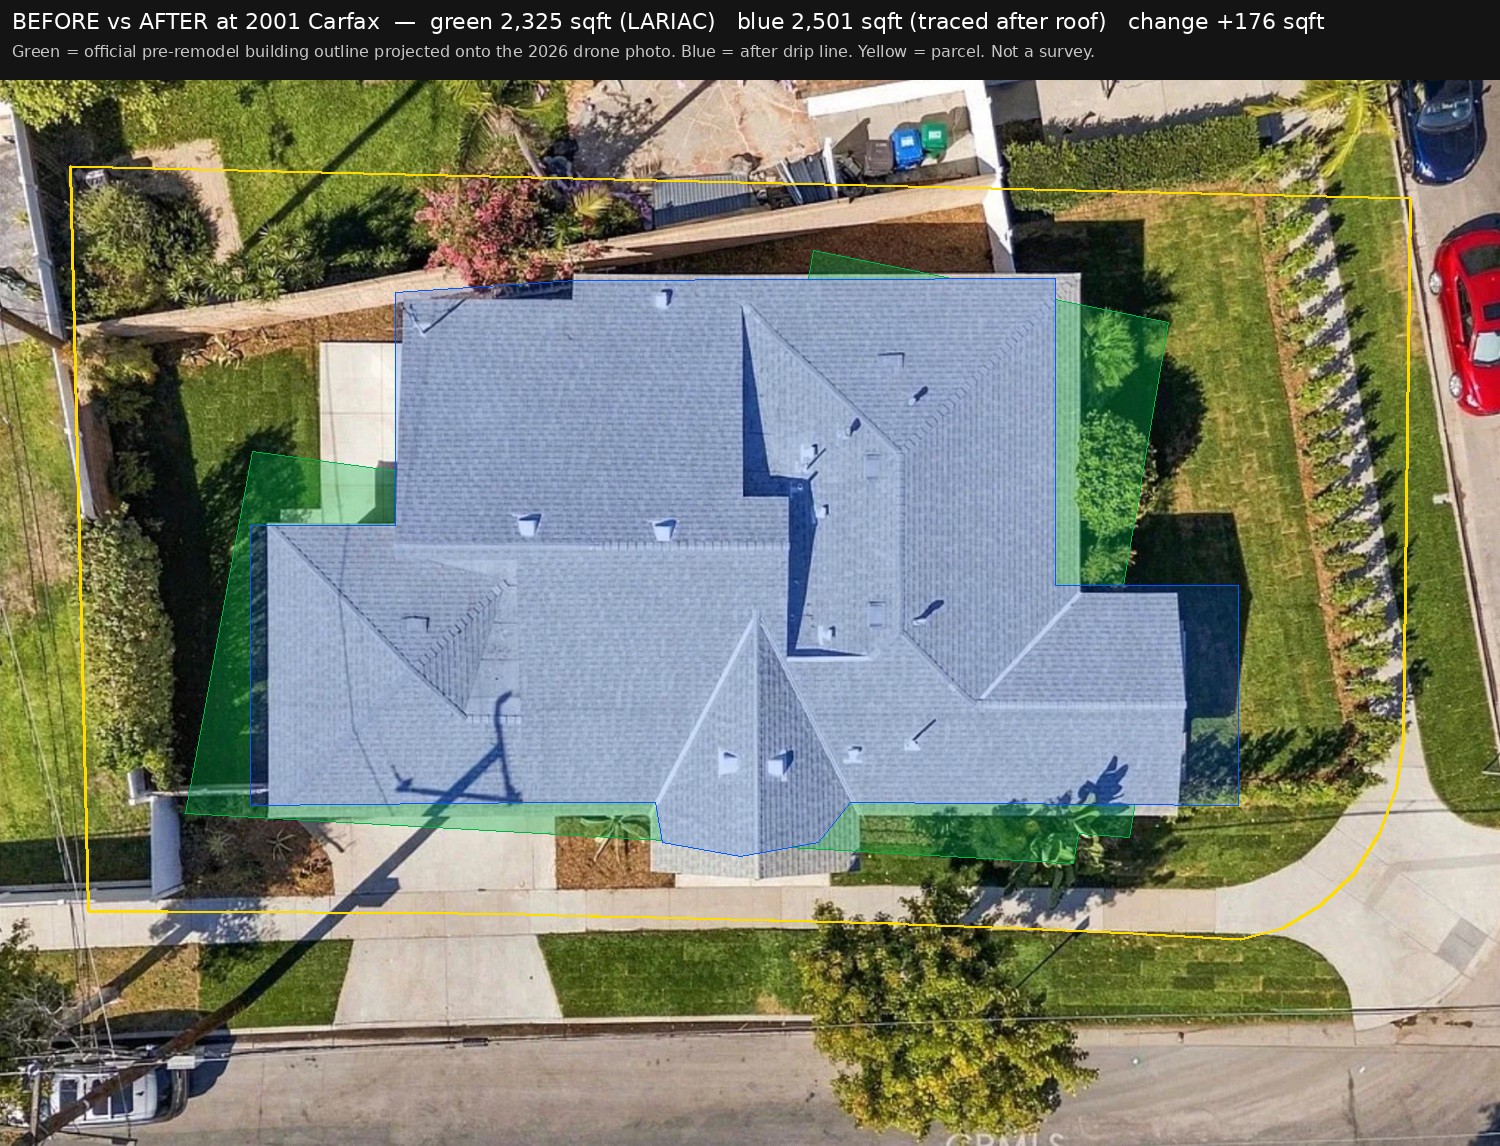 BEFORE vs AFTER at 2001 Carfax — green 2,325 sqft (LARIAC) blue 2,501 sqft (traced after roof) change +176 sqft
Green = official pre-remodel building outline projected onto the 2026 drone photo. Blue = after drip line. Yellow = parcel. Not a survey.